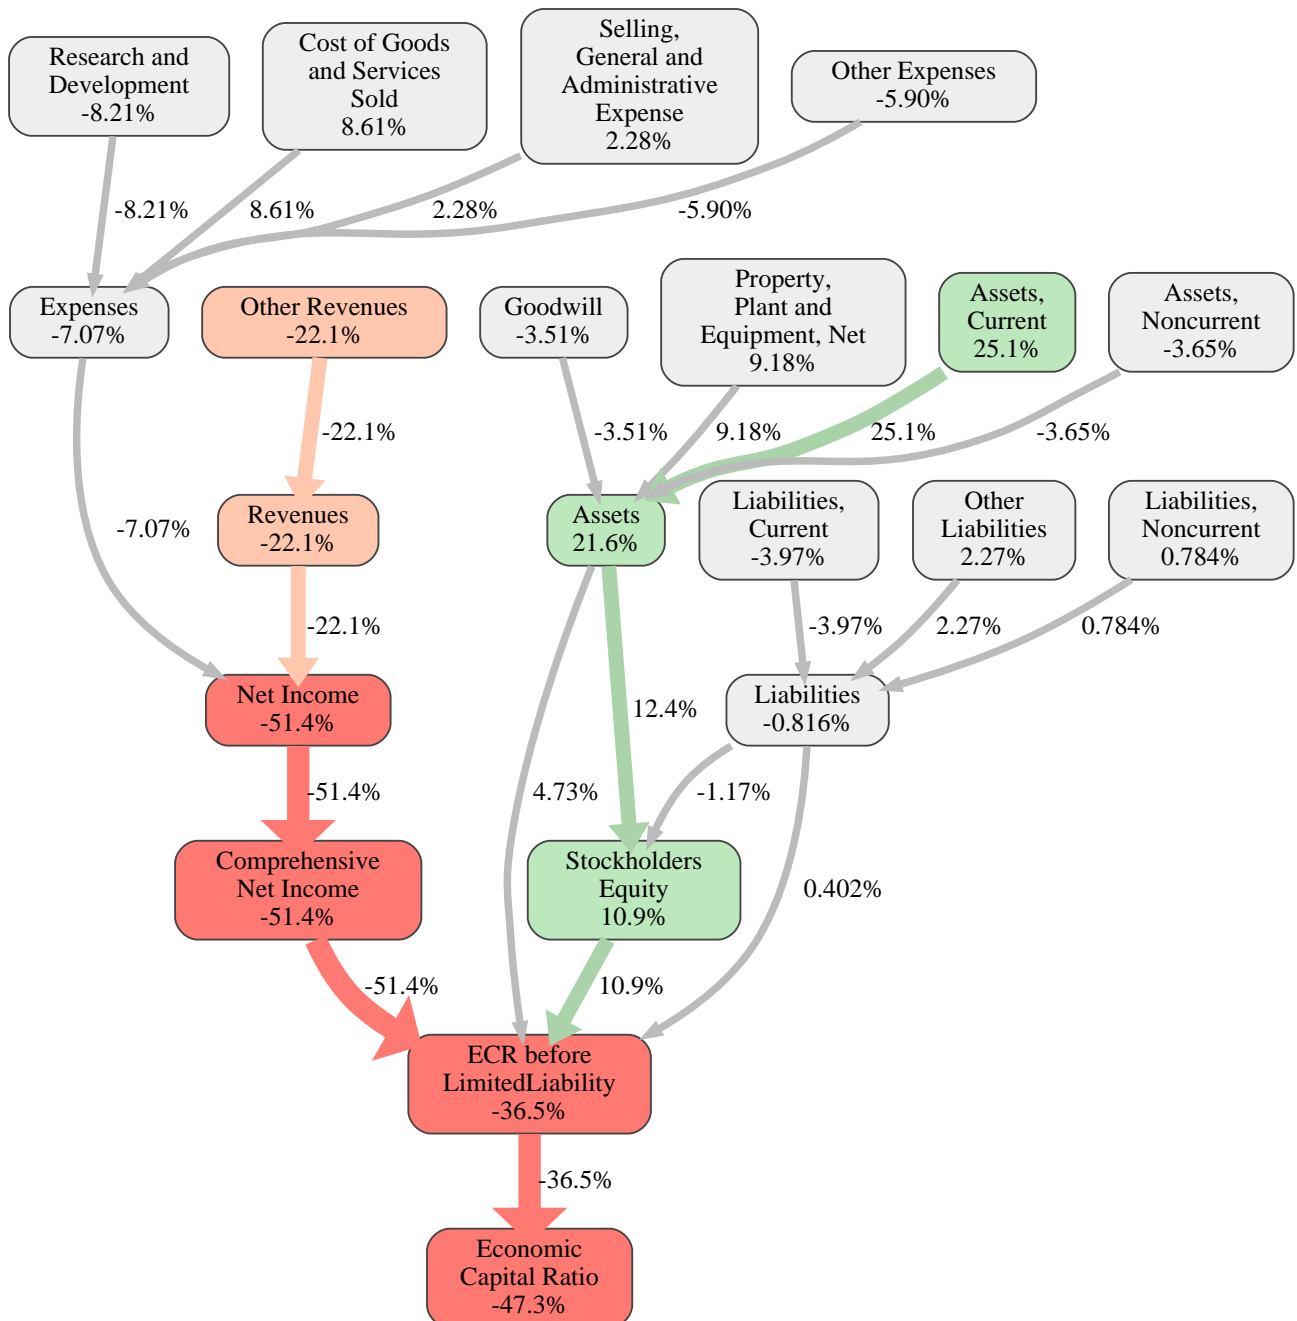 Research and
Development
-8.21%
Cost of Goods
and Services
Sold
8.61%
Selling,
General and
Administrative
Expense
2.28%
Other Expenses
-5.90%
-8.21%
8.61%
2.28%
-5.90%
Expenses
-7.07%
Other Revenues
-22.1%
Goodwill
-3.51%
Property,
Plant and
Equipment, Net
9.18%
Assets,
Current
25.1%
Assets,
Noncurrent
-3.65%
-22.1%
-3.51%
9.18%
25.1%
-3.65%
-7.07%
Revenues
-22.1%
Assets
21.6%
Liabilities,
Current
-3.97%
Other
Liabilities
2.27%
Liabilities,
Noncurrent
0.784%
-22.1%
-3.97%
2.27%
0.784%
Net Income
-51.4%
12.4%
Liabilities
-0.816%
-51.4%
4.73%
-1.17%
Comprehensive
Net Income
-51.4%
Stockholders
Equity
10.9%
0.402%
-51.4%
10.9%
ECR before
LimitedLiability
-36.5%
-36.5%
Economic
Capital Ratio
-47.3%